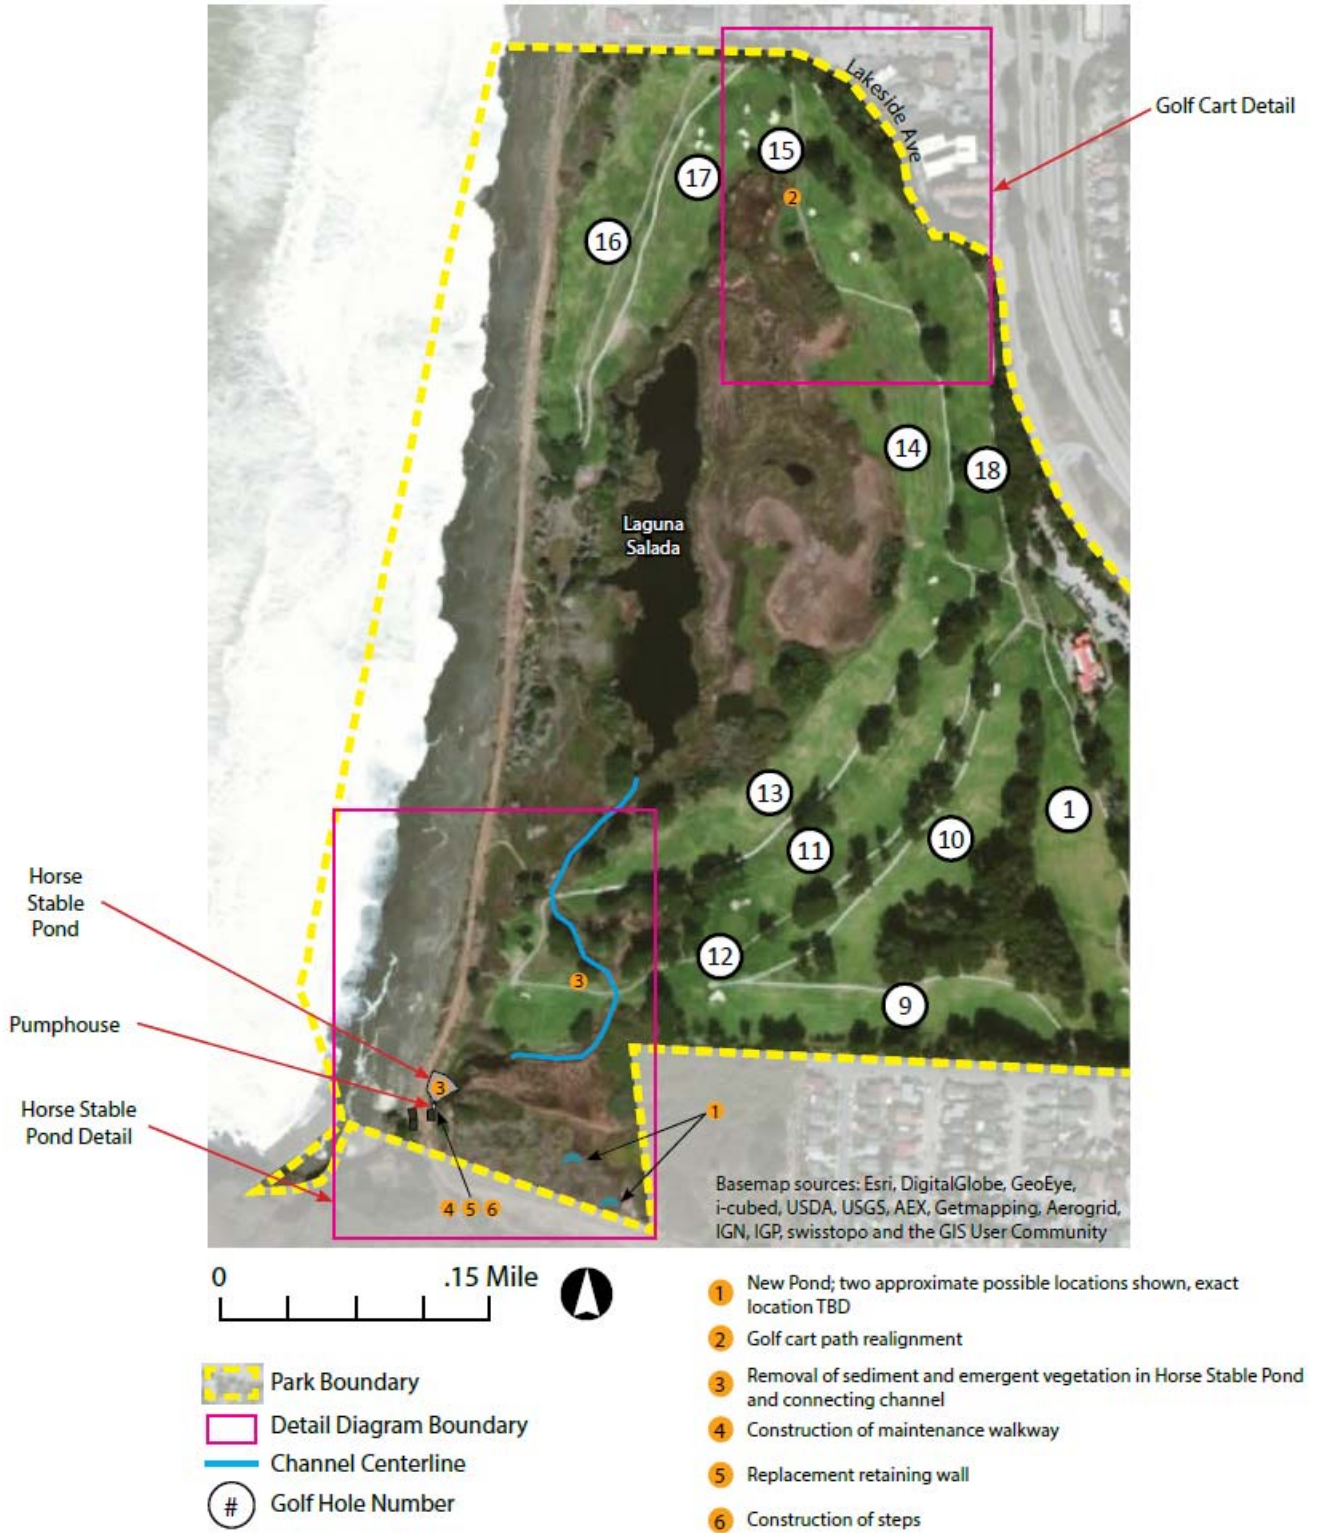 Lakeside Ave
Golf Cart Detail
15
17
2
16
14
18
Laguna
Salada
13
1
11
10
Horse
Stable
Pond
12
3
9
Pumphouse
3
Horse Stable
Pond Detail
1
4 5 6
Basemap sources: Esri, DigitalGlobe, GeoEye,
i-cubed, USDA, USGS, AEX, Getmapping, Aerogrid,
IGN, IGP, swisstopo and the GIS User Community
0 .15 Mile
1 New Pond; two approximate possible locations shown, exact
location TBD
2 Golf cart path realignment
3 Removal of sediment and emergent vegetation in Horse Stable Pond
and connecting channel
4 Construction of maintenance walkway
5 Replacement retaining wall
6 Construction of steps
Park Boundary
Detail Diagram Boundary
Channel Centerline
# Golf Hole Number